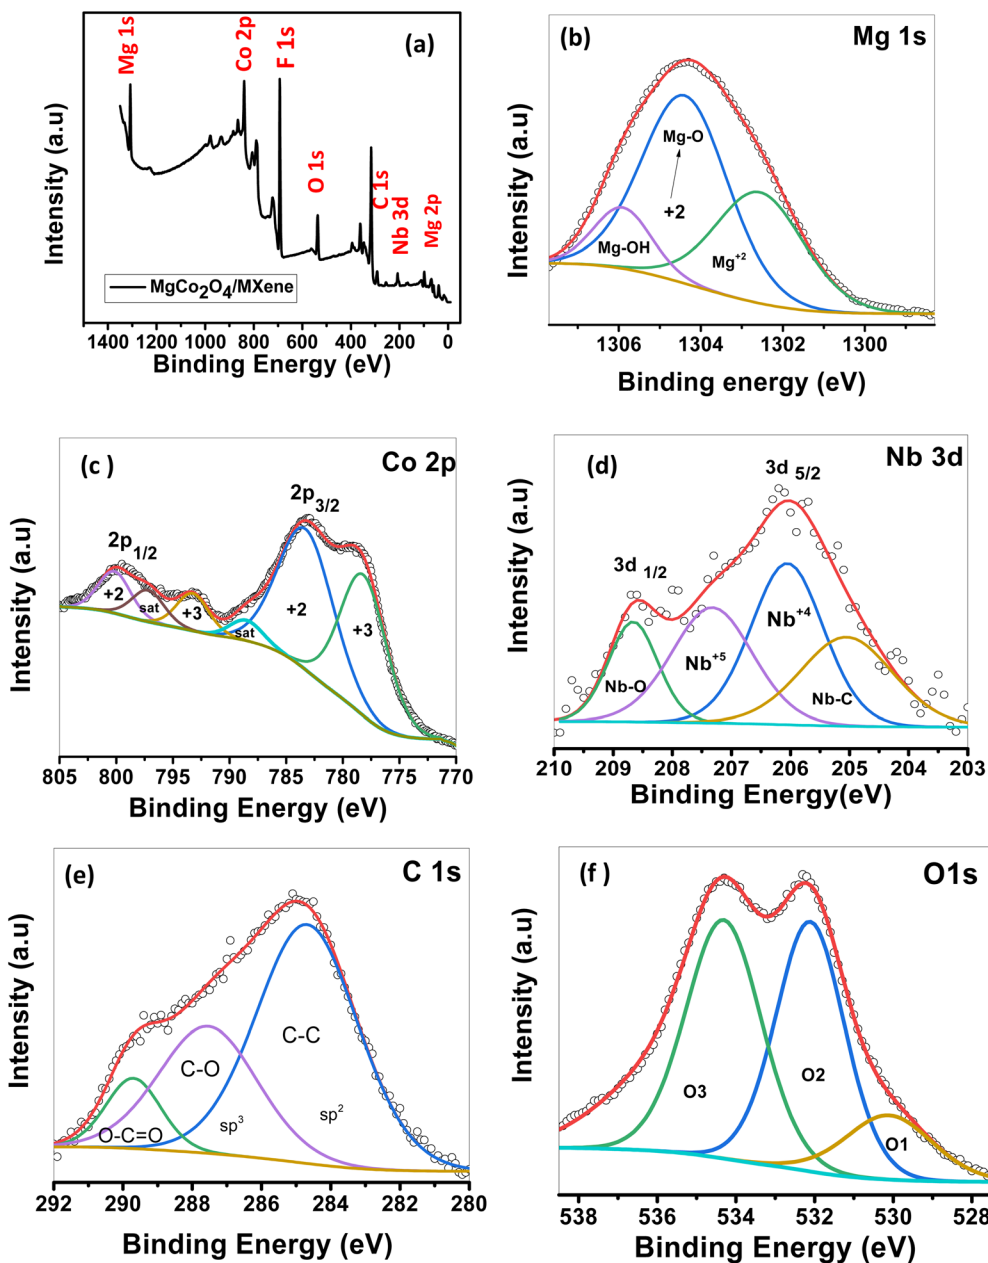 (a)
Mg 1s
Co 2p
F 1s
O 1s
C 1s
Nb 3d
Mg 2p
MgCo₂O₄/MXene
Intensity (a.u)
1400 1200 1000 800 600 400 200 0
Binding Energy (eV)
(b)
Mg 1s
Mg-O
+2
Mg-OH
Mg⁺²
Intensity (a.u)
1306 1304 1302 1300
Binding energy (eV)
(c )
Co 2p
2p₃/₂
2p₁/₂
+2
sat
+3
sat
+2
+3
Intensity (a.u)
805 800 795 790 785 780 775 770
Binding Energy (eV)
(d)
Nb 3d
3d ₅/₂
3d ₁/₂
Nb⁺⁴
Nb⁺⁵
Nb-O
Nb-C
Intensity (a.u)
210 209 208 207 206 205 204 203
Binding Energy(eV)
(e)
C 1s
C-C
C-O
O-C=O
sp³
sp²
Intensity (a.u)
292 290 288 286 284 282 280
Binding Energy (eV)
(f )
O1s
O3
O2
O1
Intensity (a.u)
538 536 534 532 530 528
Binding Energy (eV)